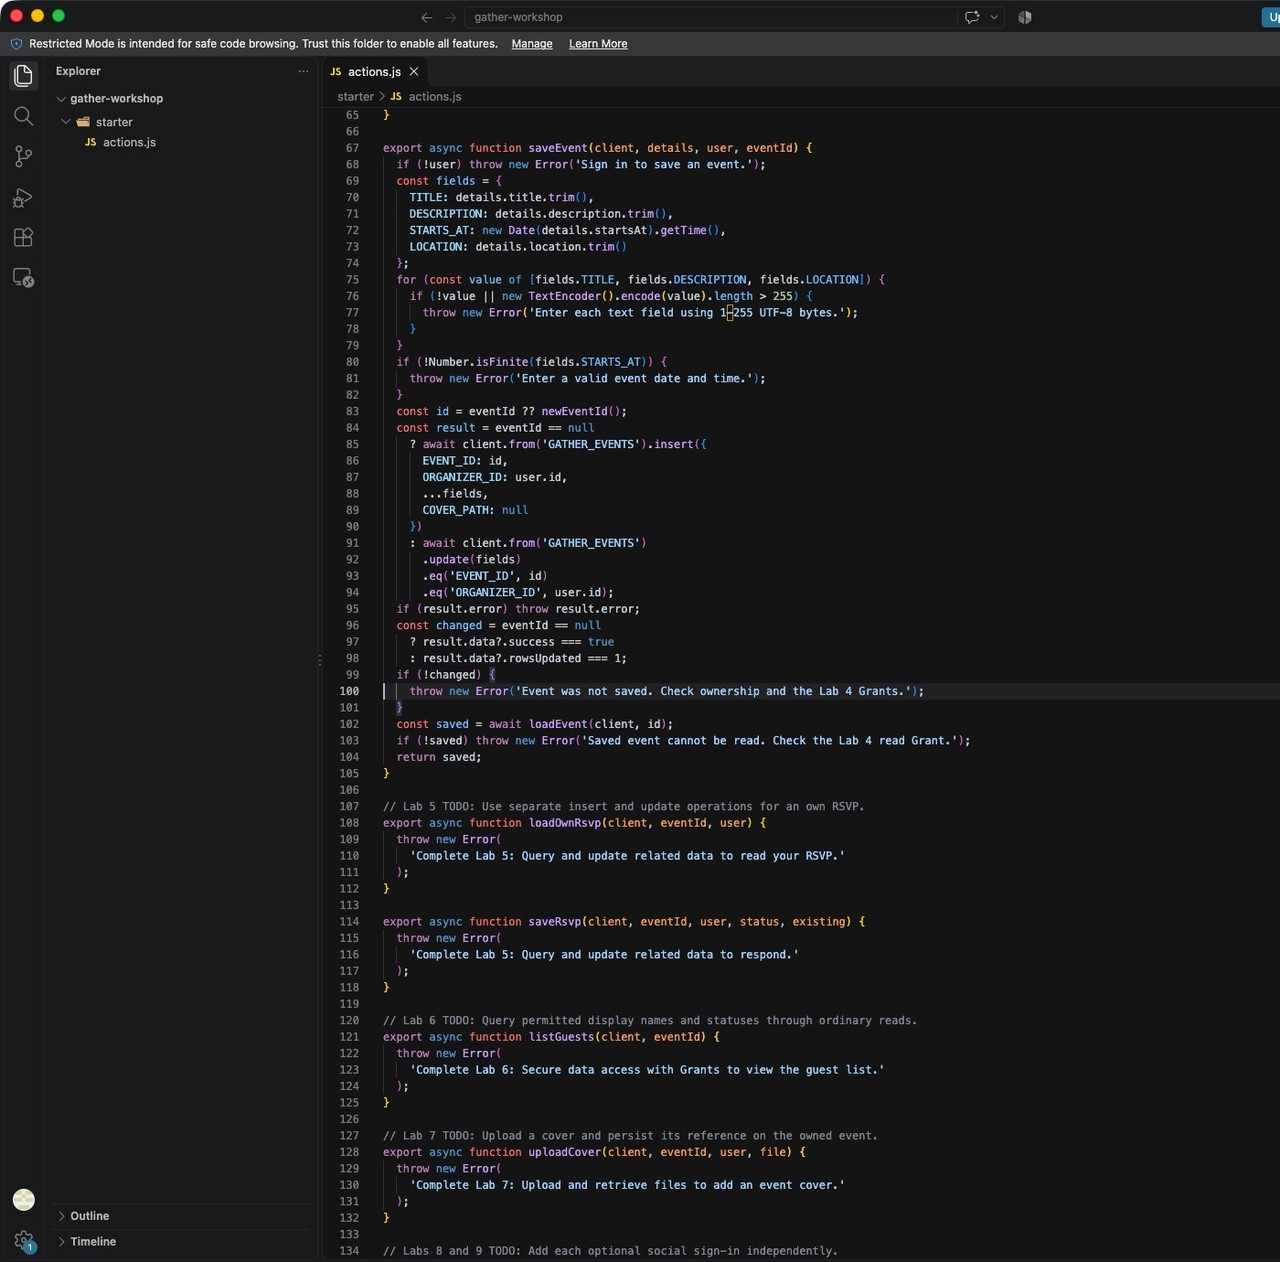 gather-workshop
Up
Restricted Mode is intended for safe code browsing. Trust this folder to enable all features. Manage Learn More
Explorer
gather-workshop
starter
JS actions.js
Outline
Timeline
1
JS actions.js
starter > JS actions.js
65 }
66
67 export async function saveEvent(client, details, user, eventId) {
68 if (!user) throw new Error('Sign in to save an event.');
69 const fields = {
70 TITLE: details.title.trim(),
71 DESCRIPTION: details.description.trim(),
72 STARTS_AT: new Date(details.startsAt).getTime(),
73 LOCATION: details.location.trim()
74 };
75 for (const value of [fields.TITLE, fields.DESCRIPTION, fields.LOCATION]) {
76 if (!value || new TextEncoder().encode(value).length > 255) {
77 throw new Error('Enter each text field using 1–255 UTF-8 bytes.');
78 }
79 }
80 if (!Number.isFinite(fields.STARTS_AT)) {
81 throw new Error('Enter a valid event date and time.');
82 }
83 const id = eventId ?? newEventId();
84 const result = eventId == null
85 ? await client.from('GATHER_EVENTS').insert({
86 EVENT_ID: id,
87 ORGANIZER_ID: user.id,
88 ...fields,
89 COVER_PATH: null
90 })
91 : await client.from('GATHER_EVENTS')
92 .update(fields)
93 .eq('EVENT_ID', id)
94 .eq('ORGANIZER_ID', user.id);
95 if (result.error) throw result.error;
96 const changed = eventId == null
97 ? result.data?.success === true
98 : result.data?.rowsUpdated === 1;
99 if (!changed) {
100 throw new Error('Event was not saved. Check ownership and the Lab 4 Grants.');
101 }
102 const saved = await loadEvent(client, id);
103 if (!saved) throw new Error('Saved event cannot be read. Check the Lab 4 read Grant.');
104 return saved;
105 }
106
107 // Lab 5 TODO: Use separate insert and update operations for an own RSVP.
108 export async function loadOwnRsvp(client, eventId, user) {
109 throw new Error(
110 'Complete Lab 5: Query and update related data to read your RSVP.'
111 );
112 }
113
114 export async function saveRsvp(client, eventId, user, status, existing) {
115 throw new Error(
116 'Complete Lab 5: Query and update related data to respond.'
117 );
118 }
119
120 // Lab 6 TODO: Query permitted display names and statuses through ordinary reads.
121 export async function listGuests(client, eventId) {
122 throw new Error(
123 'Complete Lab 6: Secure data access with Grants to view the guest list.'
124 );
125 }
126
127 // Lab 7 TODO: Upload a cover and persist its reference on the owned event.
128 export async function uploadCover(client, eventId, user, file) {
129 throw new Error(
130 'Complete Lab 7: Upload and retrieve files to add an event cover.'
131 );
132 }
133
134 // Labs 8 and 9 TODO: Add each optional social sign-in independently.